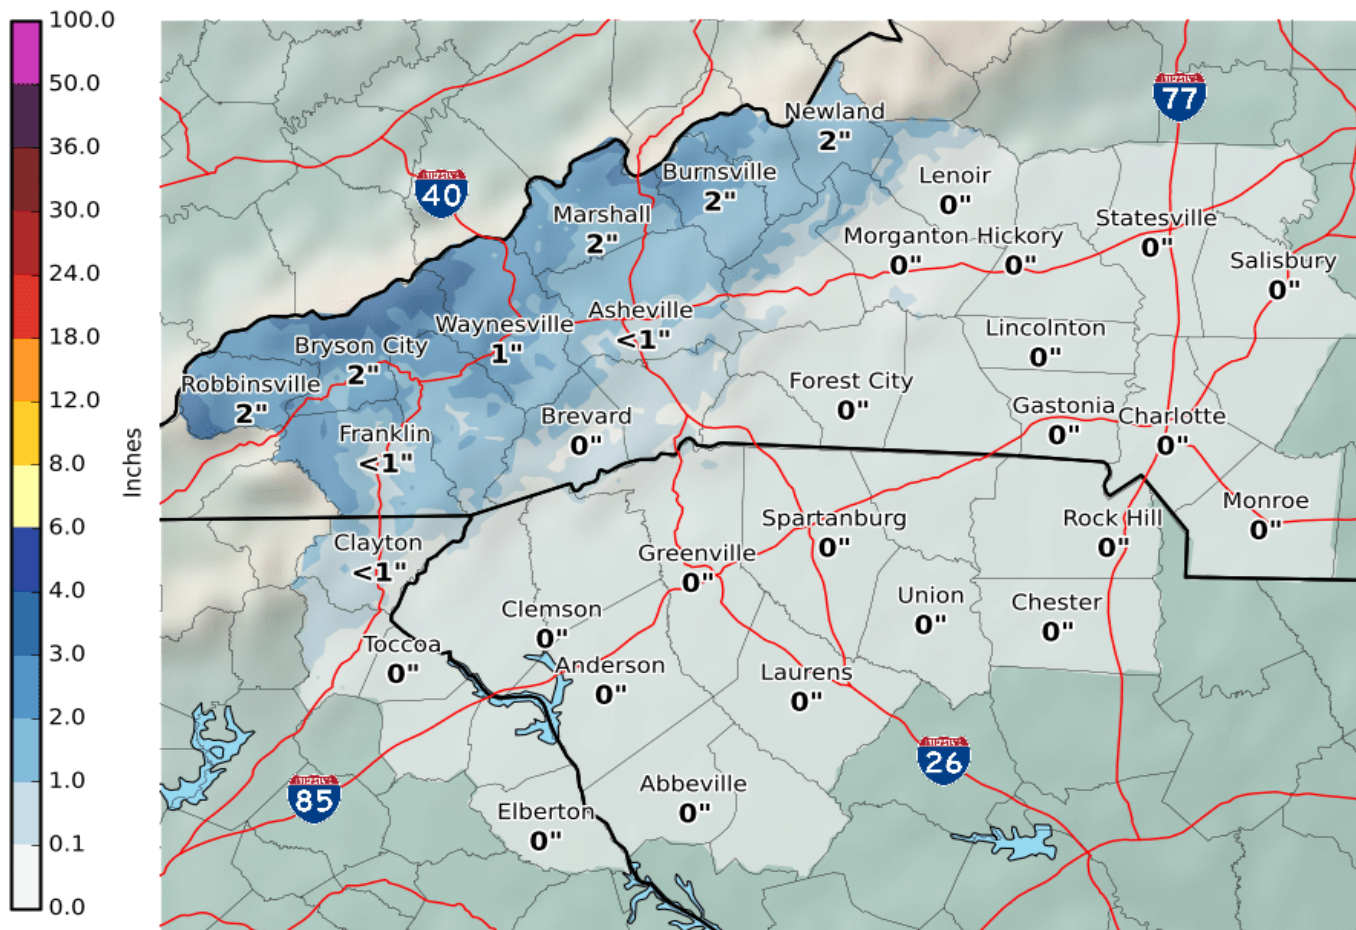 100.0
50.0
36.0
30.0
24.0
18.0
12.0
8.0
6.0
4.0
3.0
2.0
1.0
0.1
0.0
Inches
77
Newland
2"
40
Burnsville
2"
Lenoir
0"
Marshall
2"
Statesville
0"
Morganton Hickory
0" 0"
Salisbury
0"
Asheville
<1"
Waynesville
1"
Lincolnton
0"
Bryson City
2"
Robbinsville
2"
Forest City
0"
Brevard
0"
Gastonia
0"
Charlotte
0"
Franklin
<1"
Monroe
0"
Spartanburg
0"
Rock Hill
0"
Clayton
<1"
Greenville
0"
Union
0"
Clemson
0"
Chester
0"
Toccoa
0"
Anderson
0"
Laurens
0"
26
85
Abbeville
0"
Elberton
0"